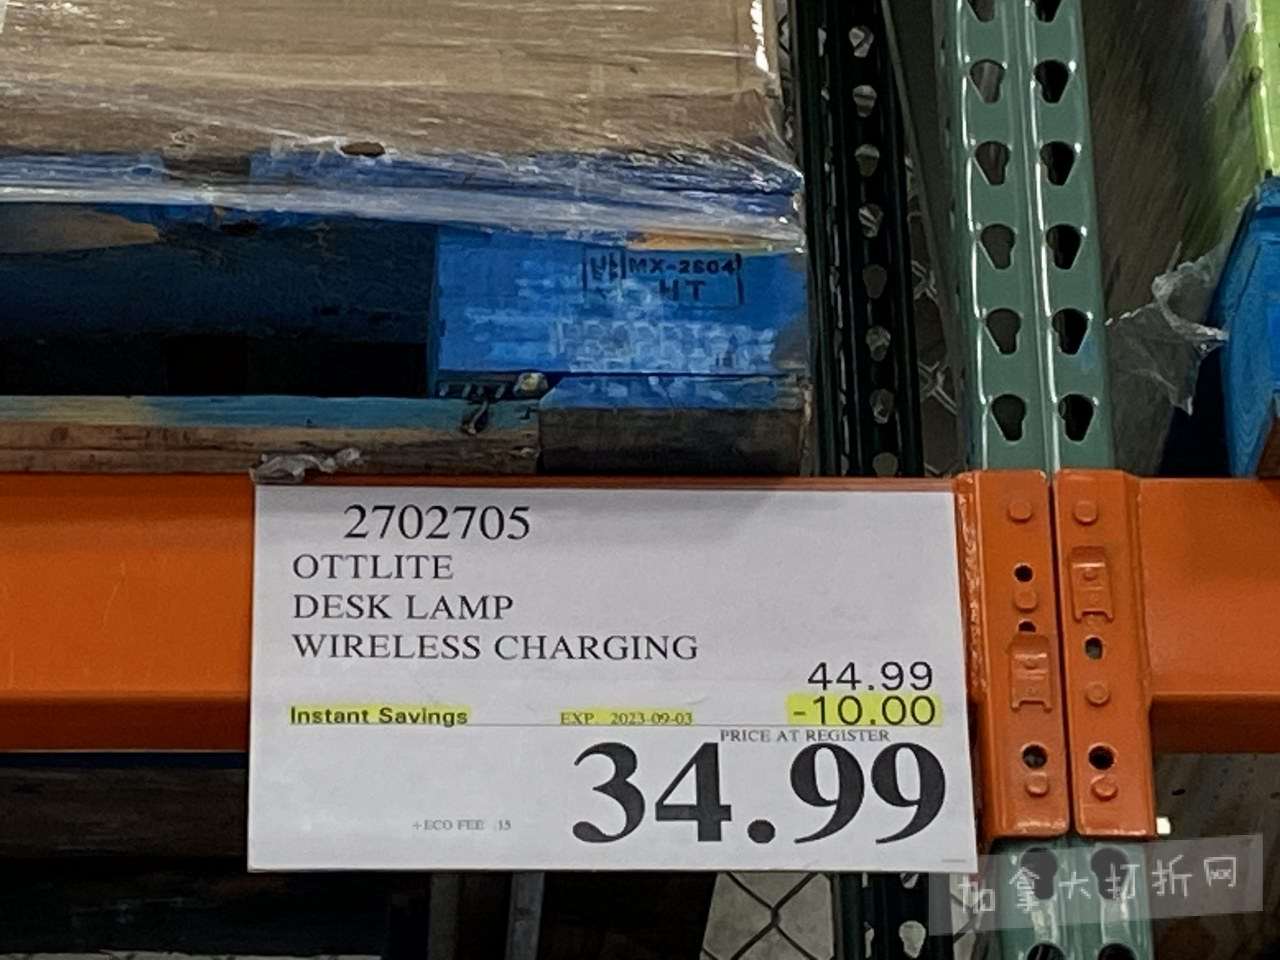 MX-2604
HT
2702705
OTTLITE
DESK LAMP
WIRELESS CHARGING
44.99
Instant Savings EXP 2023-09-03 -10.00
PRICE AT REGISTER
34.99
+ECO FEE .15
加拿大打折网